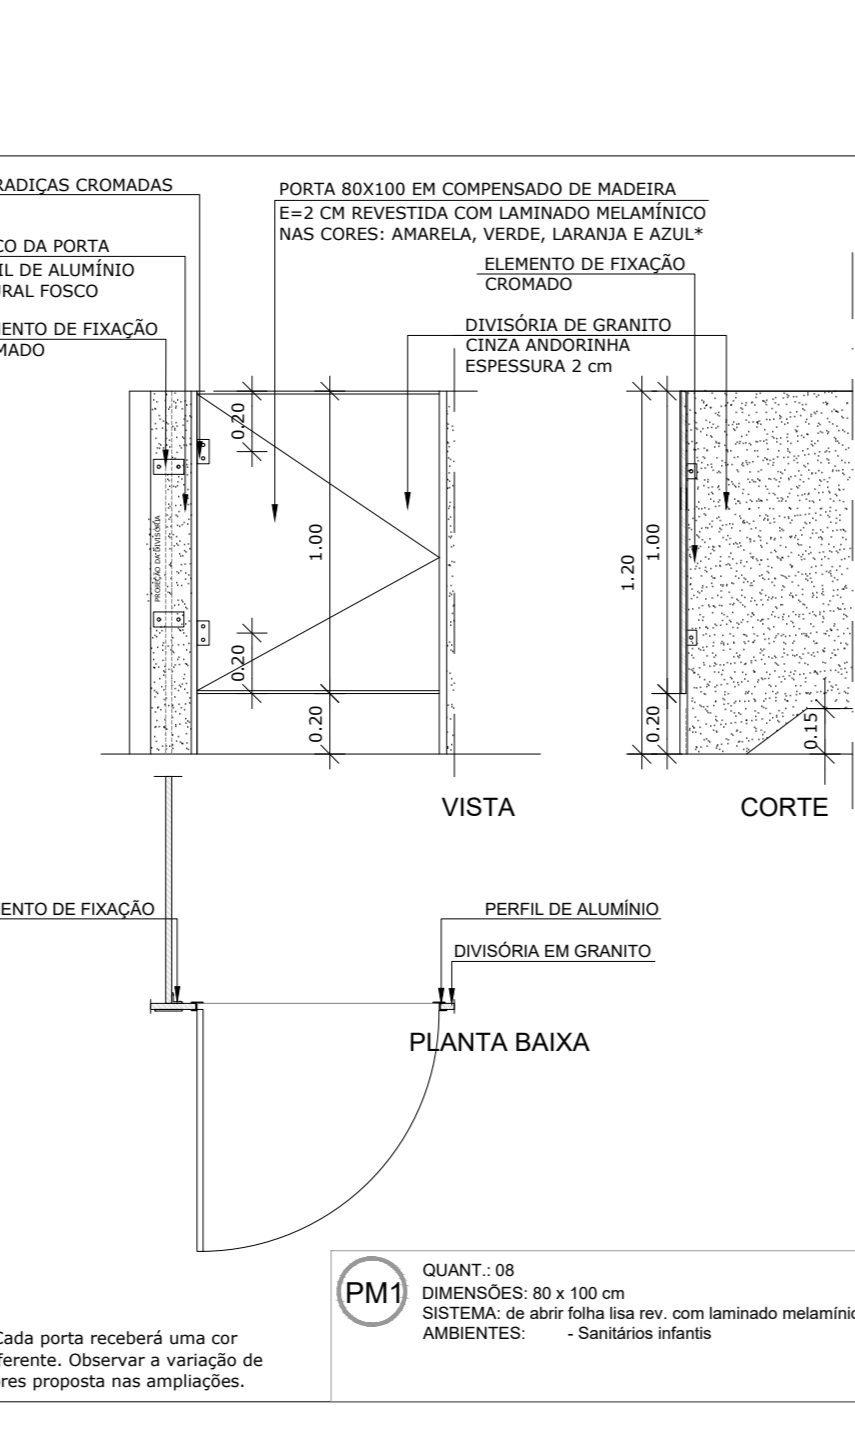 RADIÇAS CROMADAS
CO DA PORTA
IL DE ALUMÍNIO
URAL FOSCO
MENTO DE FIXAÇÃO
MADO
PORTA 80X100 EM COMPENSADO DE MADEIRA
E=2 CM REVESTIDA COM LAMINADO MELAMÍNICO
NAS CORES: AMARELA, VERDE, LARANJA E AZUL*
ELEMENTO DE FIXAÇÃO
CROMADO
DIVISÓRIA DE GRANITO
CINZA ANDORINHA
ESPESSURA 2 cm
0.20
1.00
0.20
0.20
PROJEÇÃO DA DIVISÓRIA
1.20
1.00
0.20
0.15
VISTA
CORTE
ENTO DE FIXAÇÃO
PERFIL DE ALUMÍNIO
DIVISÓRIA EM GRANITO
PLANTA BAIXA
PM1
QUANT.: 08
DIMENSÕES: 80 x 100 cm
SISTEMA: de abrir folha lisa rev. com laminado melamínic
AMBIENTES: - Sanitários infantis
Cada porta receberá uma cor
ferente. Observar a variação de
ores proposta nas ampliações.